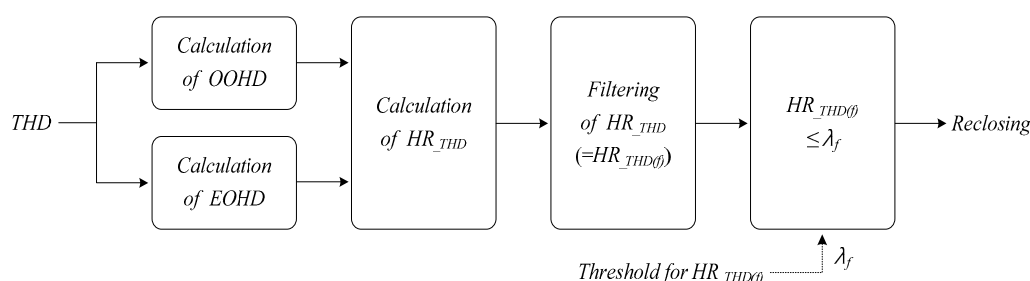 THD
Calculation
of OOHD
Calculation
of EOHD
Calculation
of HR_THD
Filtering
of HR_THD
(=HR_THD(f))
HR_THD(f)
≤ λf
Reclosing
Threshold for HR_THD(f)
λf